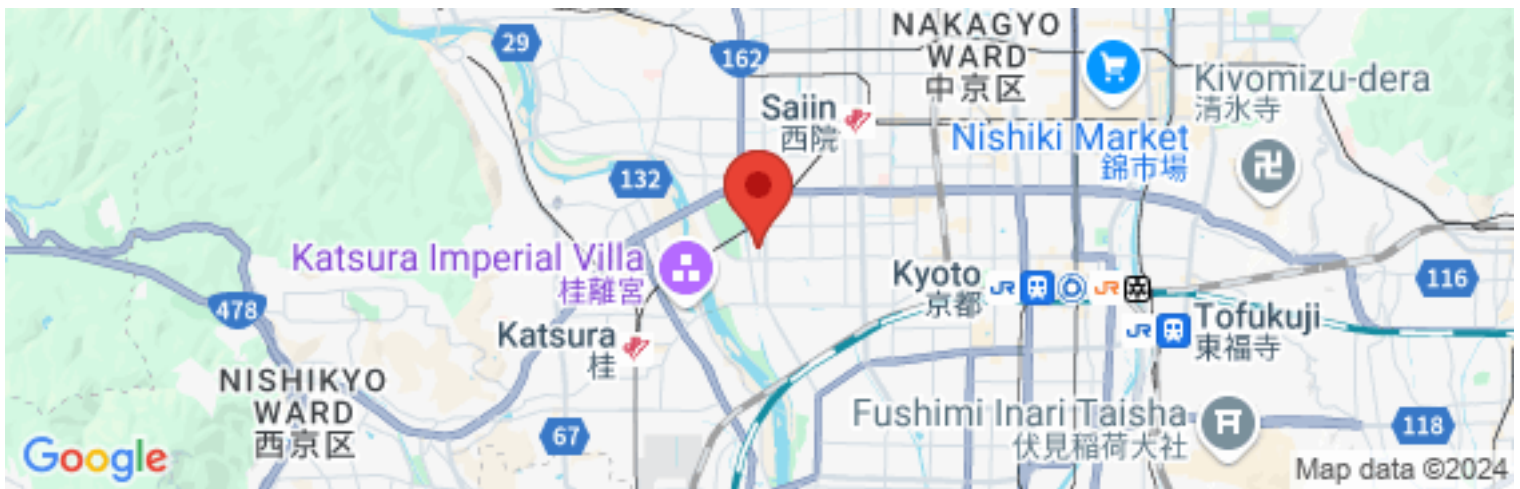 29
162
NAKAGYO
WARD
中京区
Kiyomizu-dera
清水寺
Saiin
西院
Nishiki Market
錦市場
132
Katsura Imperial Villa
桂離宮
Kyoto
京都
JR
JR
116
478
Katsura
桂
JR
Tofukuji
東福寺
NISHIKYO
WARD
西京区
67
Fushimi Inari Taisha
伏見稲荷大社
118
Google
Map data ©2024